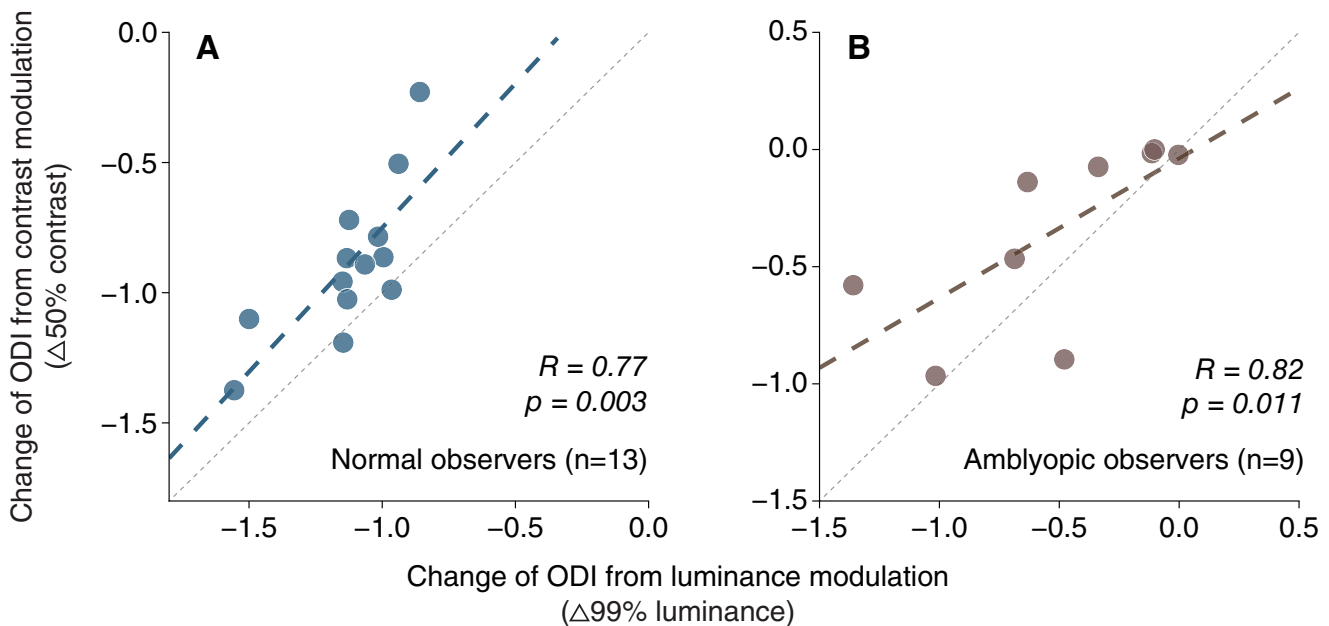 Change of ODI from contrast modulation
(△50% contrast)
A
0.0
−0.5
−1.0
−1.5
R = 0.77
p = 0.003
Normal observers (n=13)
−1.5 −1.0 −0.5 0.0
B
0.5
0.0
−0.5
−1.0
−1.5
R = 0.82
p = 0.011
Amblyopic observers (n=9)
−1.5 −1.0 −0.5 0.0 0.5
Change of ODI from luminance modulation
(△99% luminance)